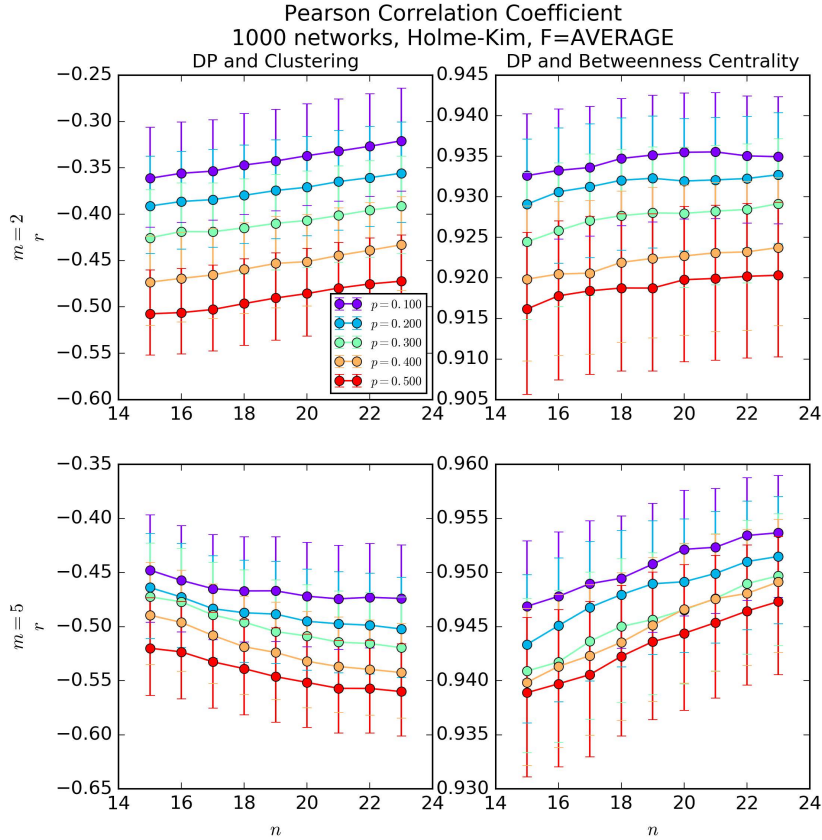 Pearson Correlation Coefficient
1000 networks, Holme-Kim, F=AVERAGE
DP and Clustering
DP and Betweenness Centrality
−0.25
−0.30
−0.35
−0.40
−0.45
−0.50
−0.55
−0.60
m = 2
r
14 16 18 20 22 24
p = 0.100
p = 0.200
p = 0.300
p = 0.400
p = 0.500
0.945
0.940
0.935
0.930
0.925
0.920
0.915
0.910
0.905
14 16 18 20 22 24
−0.35
−0.40
−0.45
−0.50
−0.55
−0.60
−0.65
m = 5
r
14 16 18 20 22 24
n
0.960
0.955
0.950
0.945
0.940
0.935
0.930
14 16 18 20 22 24
n